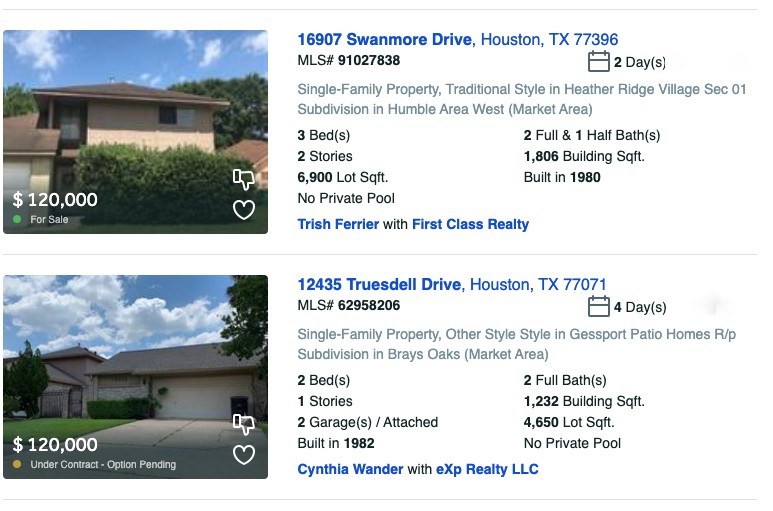 16907 Swanmore Drive, Houston, TX 77396
MLS# 91027838
2 Day(s)
Single-Family Property, Traditional Style in Heather Ridge Village Sec 01
Subdivision in Humble Area West (Market Area)
3 Bed(s)
2 Full & 1 Half Bath(s)
2 Stories
1,806 Building Sqft.
6,900 Lot Sqft.
Built in 1980
No Private Pool
$ 120,000
For Sale
Trish Ferrier with First Class Realty
12435 Truesdell Drive, Houston, TX 77071
MLS# 62958206
4 Day(s)
Single-Family Property, Other Style Style in Gessport Patio Homes R/p
Subdivision in Brays Oaks (Market Area)
2 Bed(s)
2 Full Bath(s)
1 Stories
1,232 Building Sqft.
2 Garage(s) / Attached
4,650 Lot Sqft.
Built in 1982
No Private Pool
$ 120,000
Under Contract - Option Pending
Cynthia Wander with eXp Realty LLC